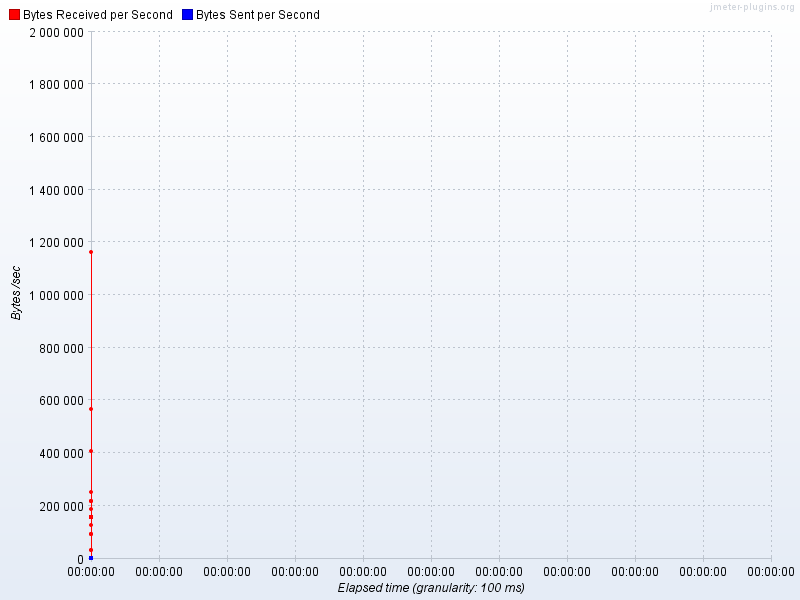 jmeter-plugins.org
Bytes Received per Second Bytes Sent per Second
2 000 000
1 800 000
1 600 000
1 400 000
1 200 000
1 000 000
800 000
600 000
400 000
200 000
0
Bytes /sec
00:00:00 00:00:00 00:00:00 00:00:00 00:00:00 00:00:00 00:00:00 00:00:00 00:00:00 00:00:00 00:00:00
Elapsed time (granularity: 100 ms)